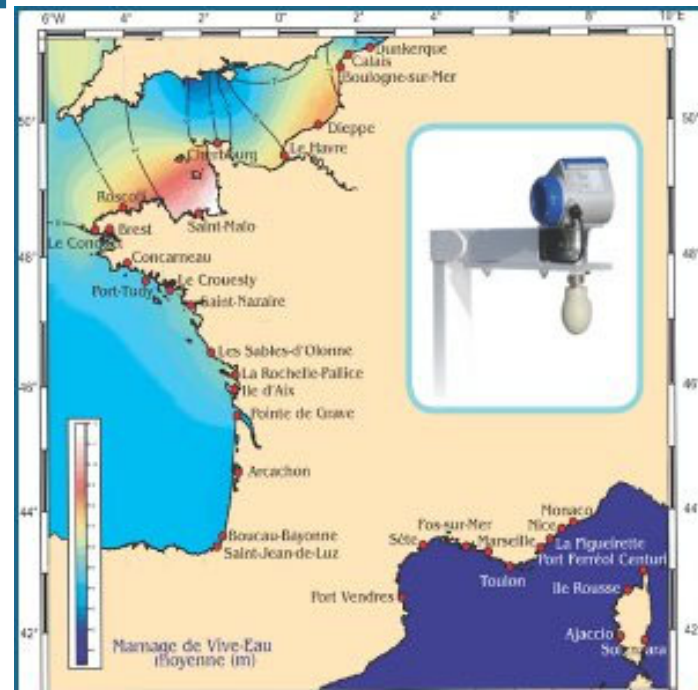 6°W
4°
2°
0°
2°
4°
6°
8°
10°E
Dunkerque
Calais
Boulogne-sur-Mer
50°
50°
Dieppe
Cherbourg
Le Havre
Roscoff
Saint-Malo
Le Conquet
Brest
48°
48°
Concarneau
Le Crouesty
Port-Tudy
Saint-Nazaire
Les Sables-d'Olonne
La Rochelle-Pallice
46°
46°
Ile d'Aix
Pointe de Grave
Arcachon
44°
44°
Monaco
Fos-sur-Mer
Nice
Boucau-Bayonne
Sète
Marseille
La Figueirette
Saint-Jean-de-Luz
Port Ferréol
Centuri
Toulon
Ile Rousse
Port Vendres
42°
42°
Ajaccio
Solenzara
Marnage de Vive-Eau
moyenne (m)